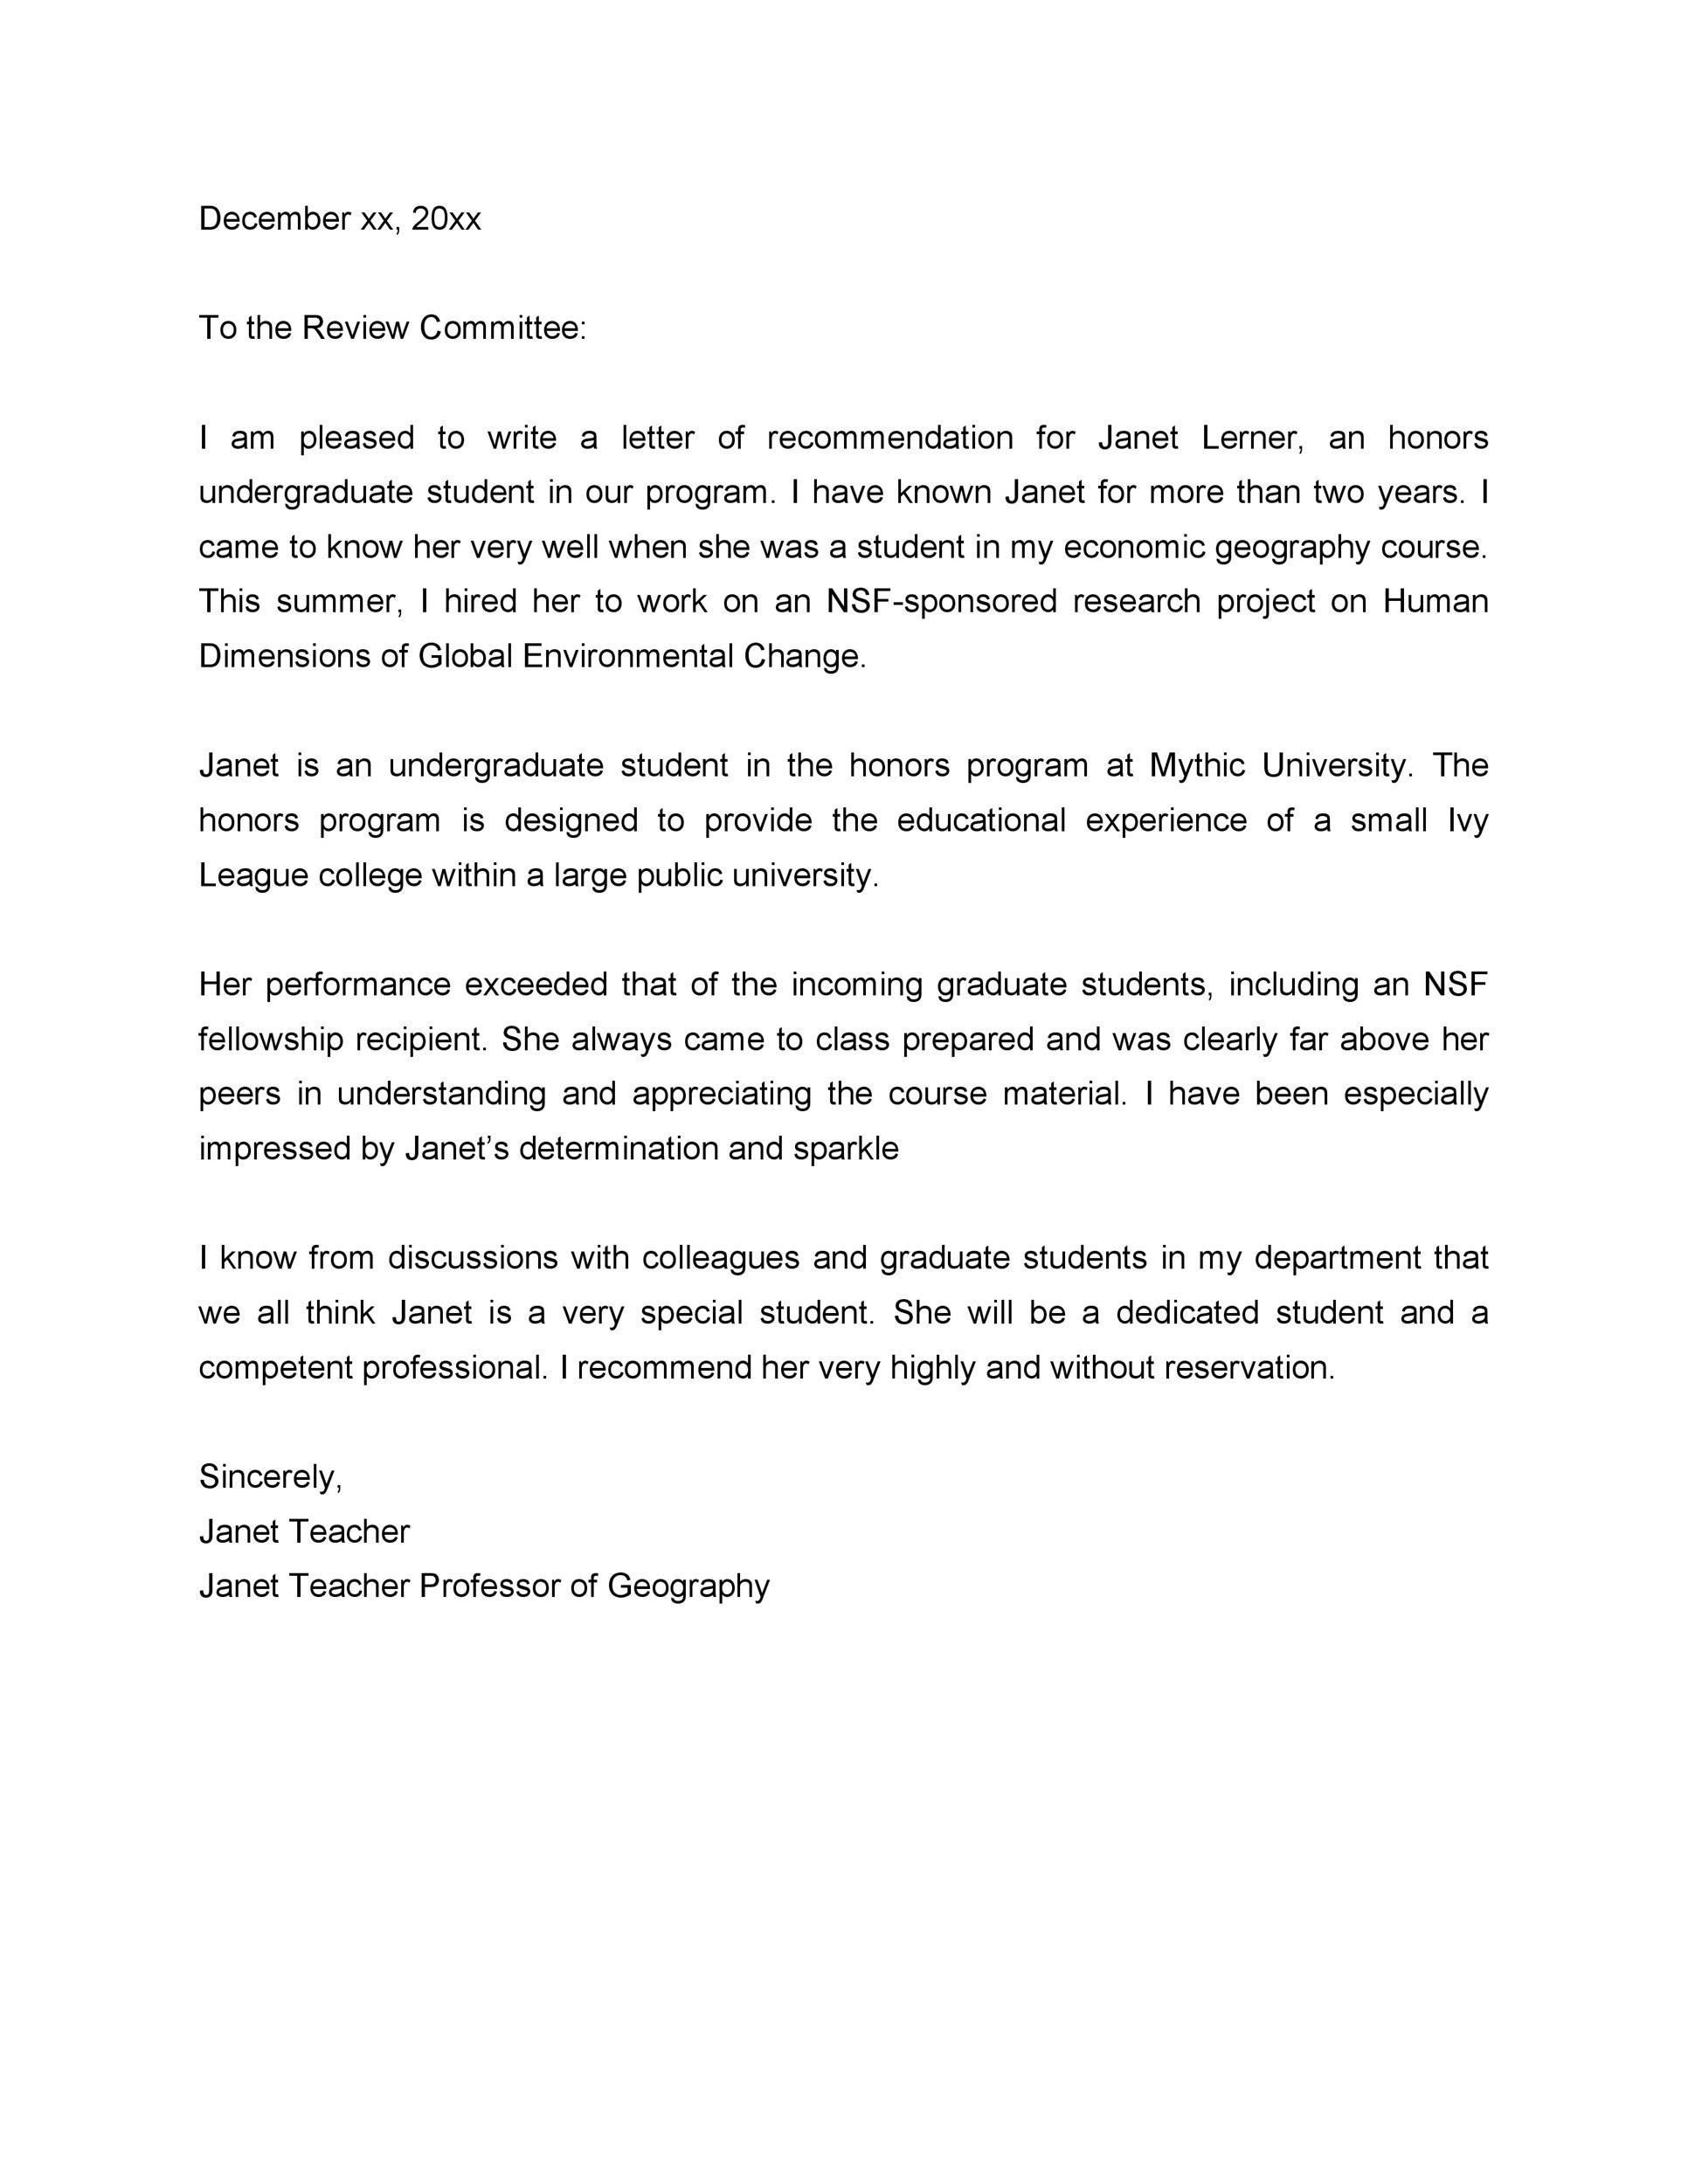 December xx, 20xx
To the Review Committee:
I am pleased to write a letter of recommendation for Janet Lerner, an honors
undergraduate student in our program. I have known Janet for more than two years. I
came to know her very well when she was a student in my economic geography course.
This summer, I hired her to work on an NSF-sponsored research project on Human
Dimensions of Global Environmental Change.
Janet is an undergraduate student in the honors program at Mythic University. The
honors program is designed to provide the educational experience of a small Ivy
League college within a large public university.
Her performance exceeded that of the incoming graduate students, including an NSF
fellowship recipient. She always came to class prepared and was clearly far above her
peers in understanding and appreciating the course material. I have been especially
impressed by Janet’s determination and sparkle
I know from discussions with colleagues and graduate students in my department that
we all think Janet is a very special student. She will be a dedicated student and a
competent professional. I recommend her very highly and without reservation.
Sincerely,
Janet Teacher
Janet Teacher Professor of Geography